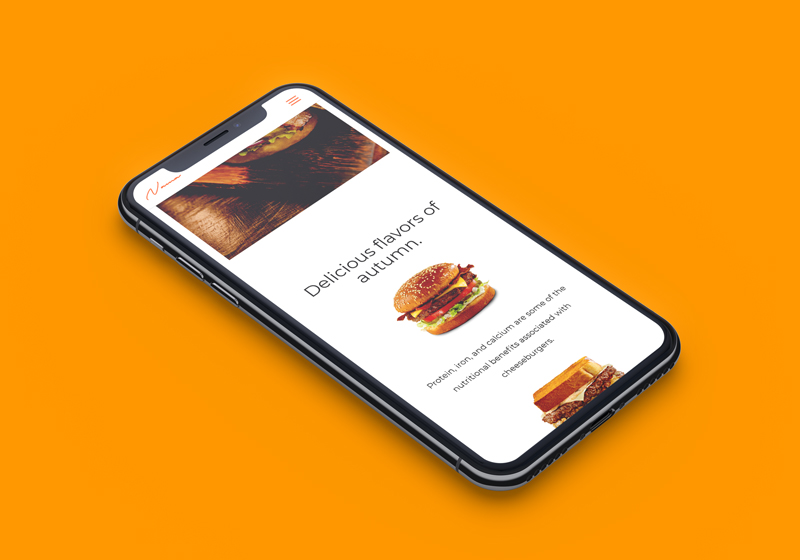 Delicious flavors of
autumn.
Protein, iron, and calcium are some of the
nutritional benefits associated with
cheeseburgers.